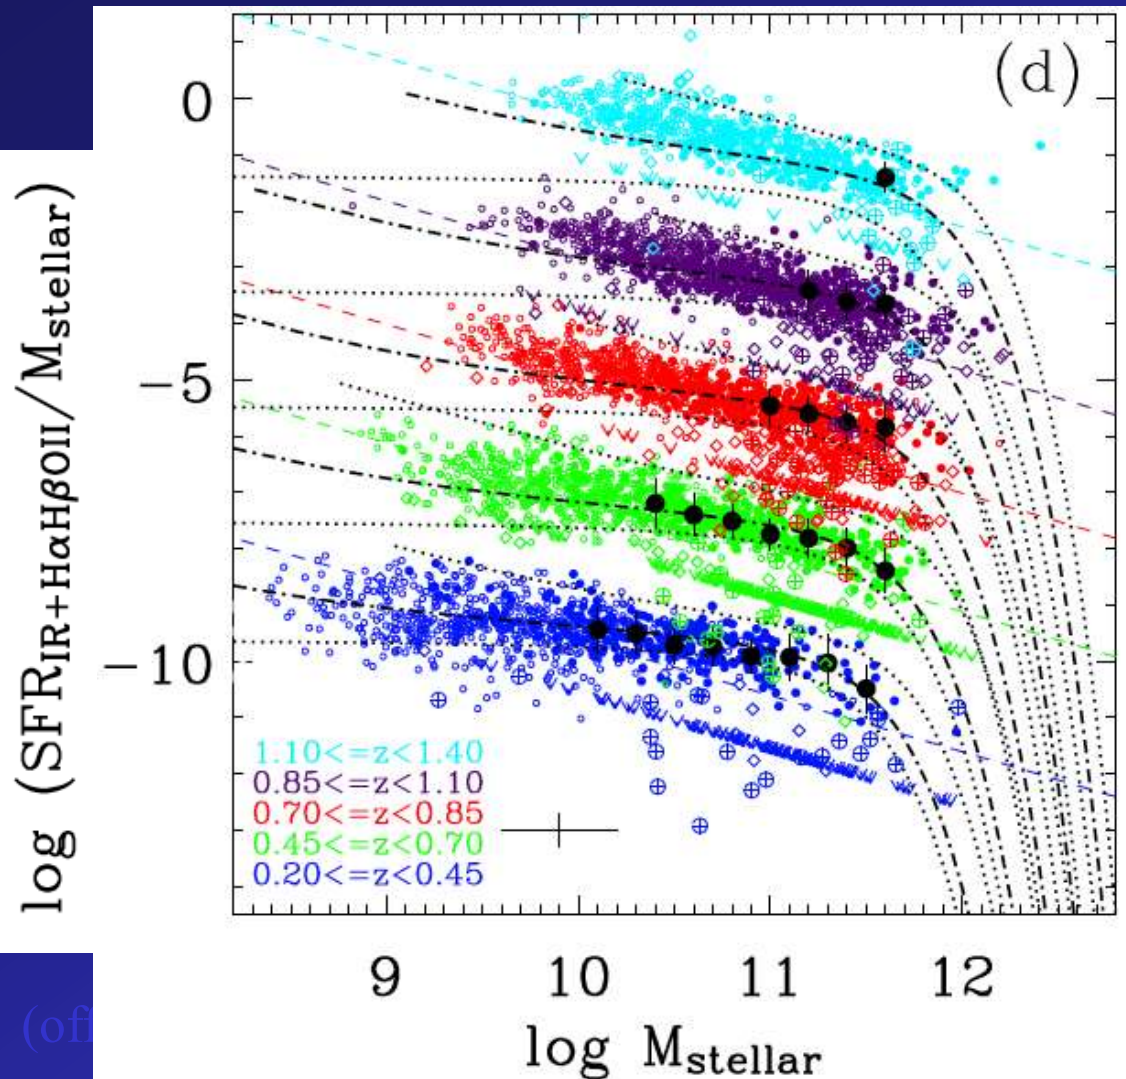 (d)
0
−5
−10
log (SFR_IR+HαHβOII/M_stellar)
1.10<=z<1.40
0.85<=z<1.10
0.70<=z<0.85
0.45<=z<0.70
0.20<=z<0.45
9 10 11 12
log M_stellar